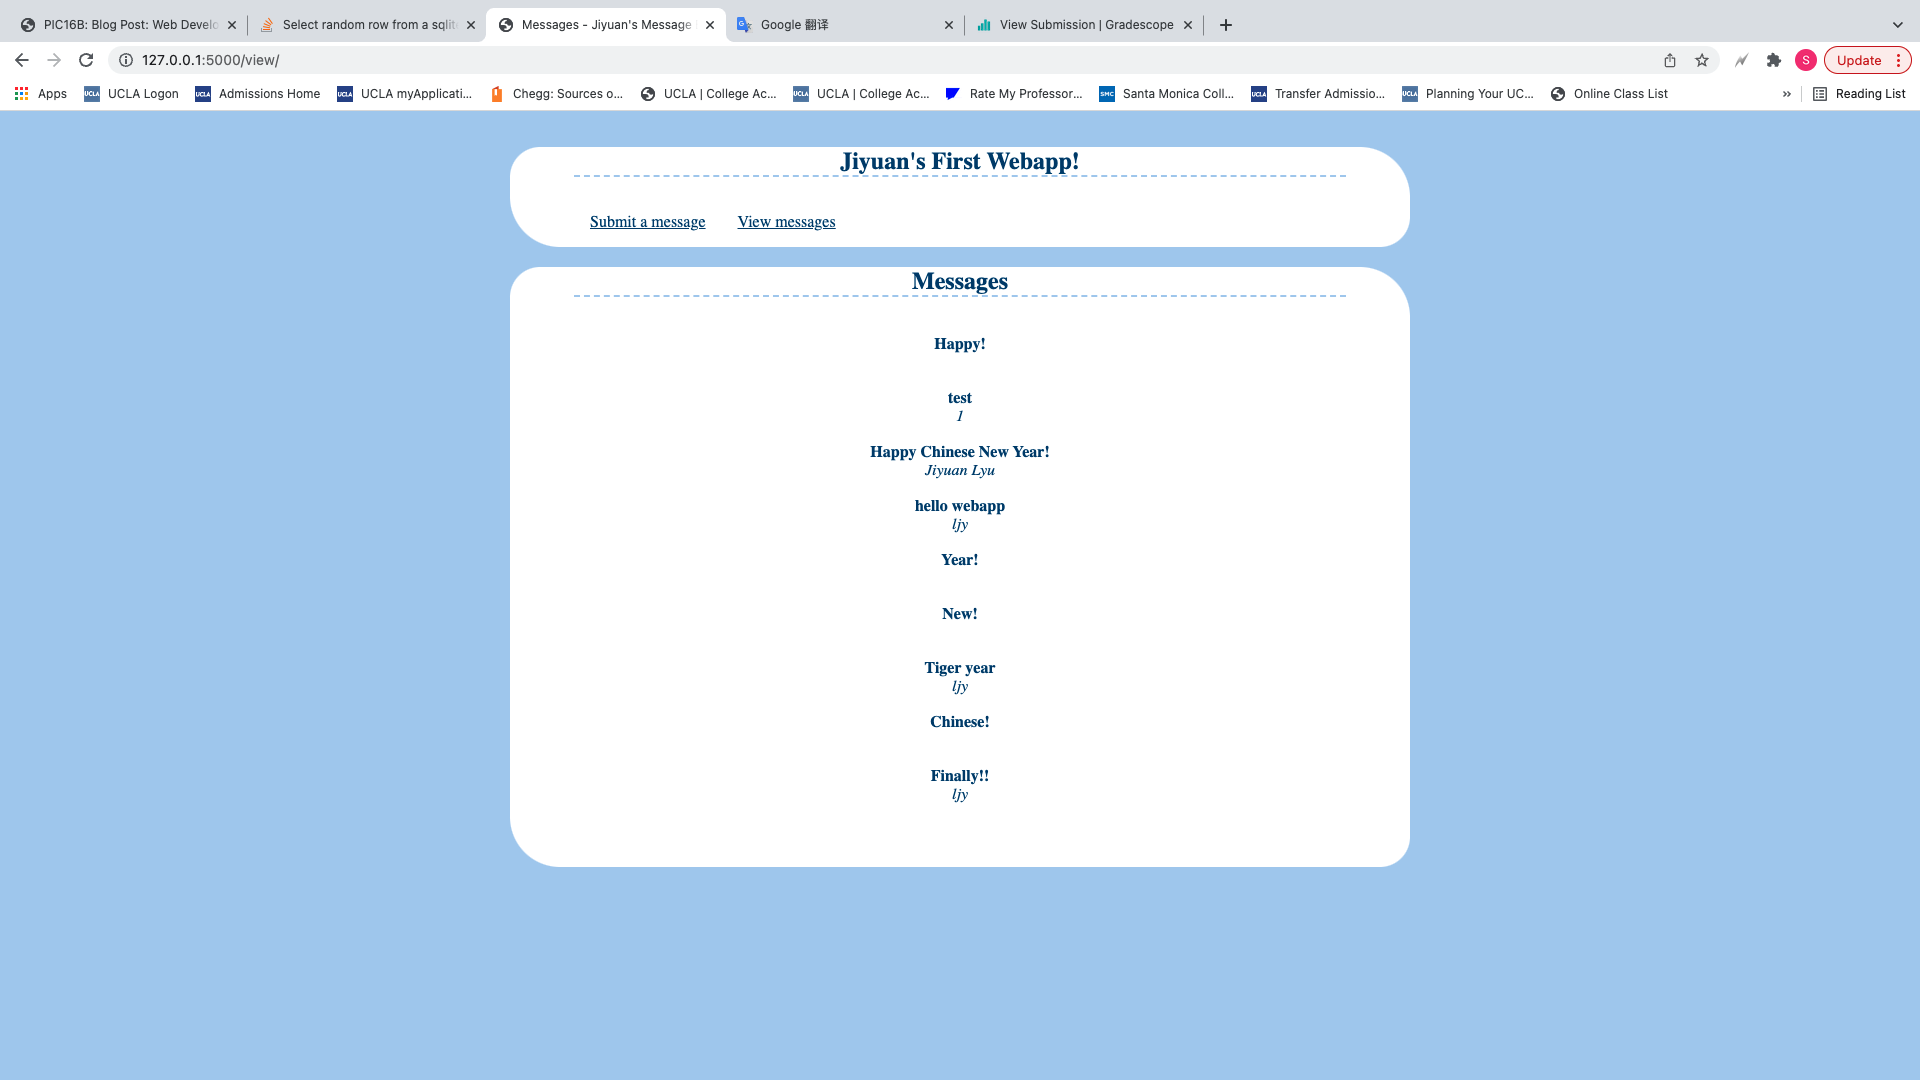 PIC16B: Blog Post: Web Develo
Select random row from a sqlit
Messages - Jiyuan's Message
Google 翻译
View Submission | Gradescope
127.0.0.1:5000/view/
S
Update
Apps
UCLA Logon
Admissions Home
UCLA myApplicati...
Chegg: Sources o...
UCLA | College Ac...
UCLA | College Ac...
Rate My Professor...
Santa Monica Coll...
Transfer Admissio...
Planning Your UC...
Online Class List
»
Reading List
Jiyuan's First Webapp!
Submit a message View messages
Messages
Happy!
test
1
Happy Chinese New Year!
Jiyuan Lyu
hello webapp
ljy
Year!
New!
Tiger year
ljy
Chinese!
Finally!!
ljy